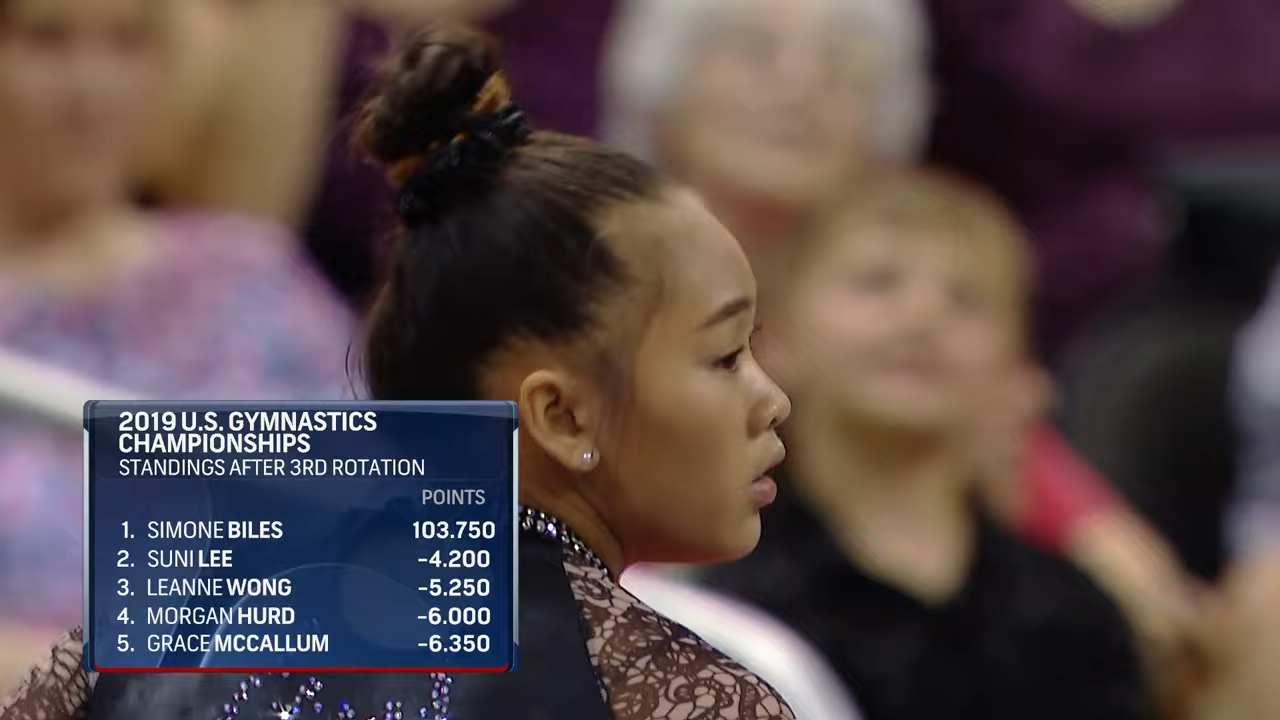 2019 U.S. GYMNASTICS
CHAMPIONSHIPS
STANDINGS AFTER 3RD ROTATION
POINTS
1. SIMONE BILES 103.750
2. SUNI LEE -4.200
3. LEANNE WONG -5.250
4. MORGAN HURD -6.000
5. GRACE MCCALLUM -6.350